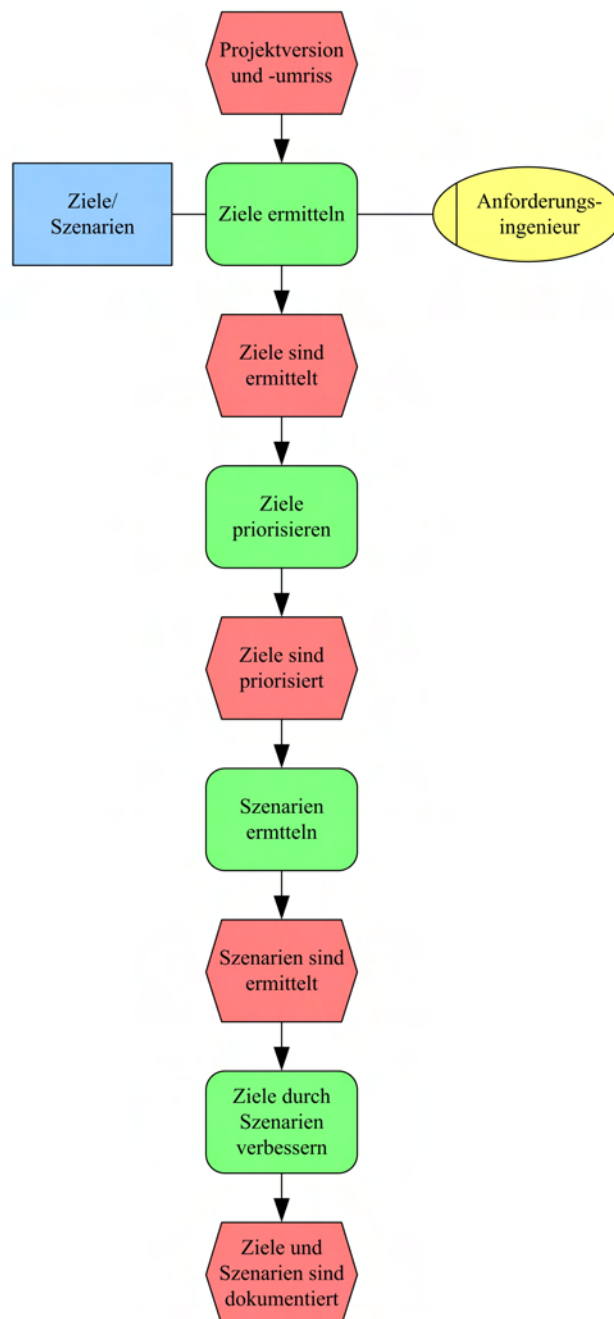 Projektversion
und -umriss
Ziele/
Szenarien
Ziele ermitteln
Anforderungs-
ingenieur
Ziele sind
ermittelt
Ziele
priorisieren
Ziele sind
priorisiert
Szenarien
ermtteln
Szenarien sind
ermittelt
Ziele durch
Szenarien
verbessern
Ziele und
Szenarien sind
dokumentiert